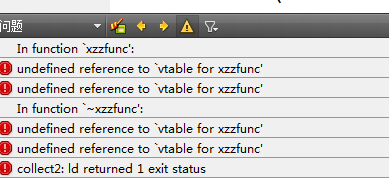 问题
In function `xzzfunc':
undefined reference to `vtable for xzzfunc'
undefined reference to `vtable for xzzfunc'
In function `~xzzfunc':
undefined reference to `vtable for xzzfunc'
undefined reference to `vtable for xzzfunc'
collect2: ld returned 1 exit status